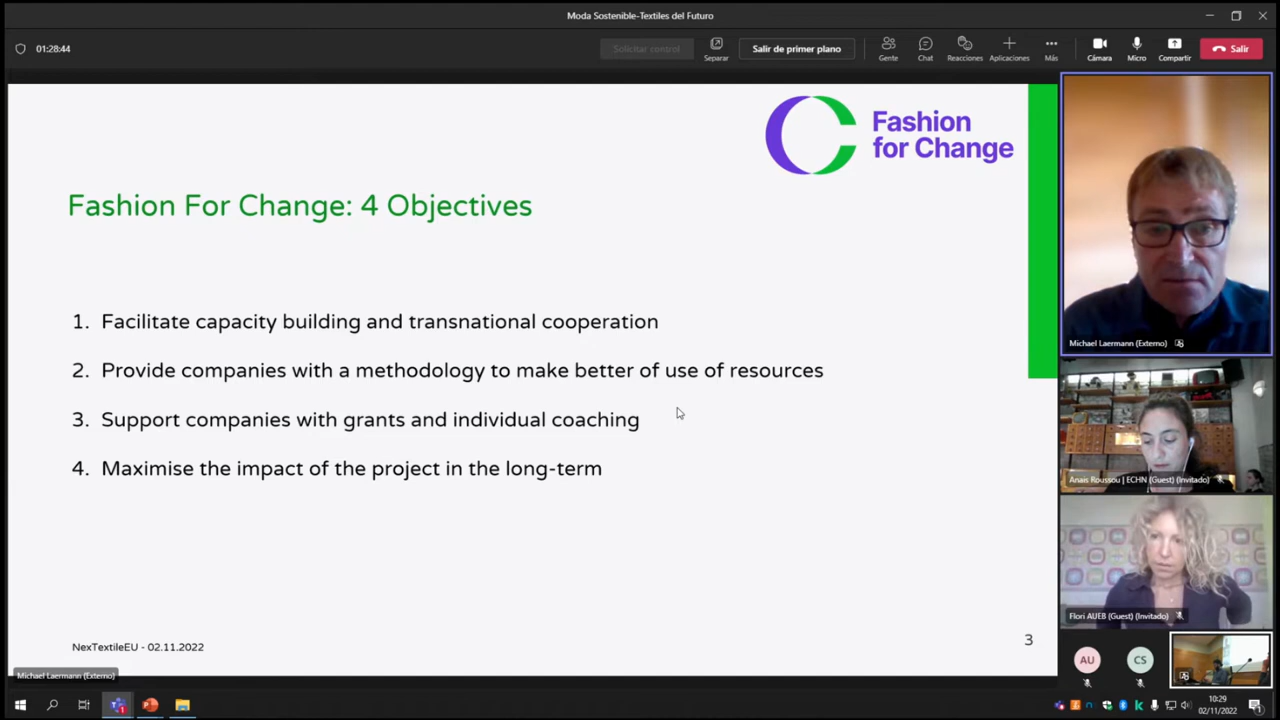 Moda Sostenible-Textiles del Futuro
01:28:44
Solicitar control
Separar
Salir de primer plano
Gente
Chat
Reacciones
Aplicaciones
Más
Cámara
Micro
Compartir
Salir
Fashion
for Change
Fashion For Change: 4 Objectives
1. Facilitate capacity building and transnational cooperation
2. Provide companies with a methodology to make better of use of resources
3. Support companies with grants and individual coaching
4. Maximise the impact of the project in the long-term
NexTextileEU - 02.11.2022
3
Michael Laermann (Externo)
Michael Laermann (Externo)
Anais Roussou | ECHN (Guest) (Invitado)
Flori AUEB (Guest) (Invitado)
AU
CS
10:29
02/11/2022